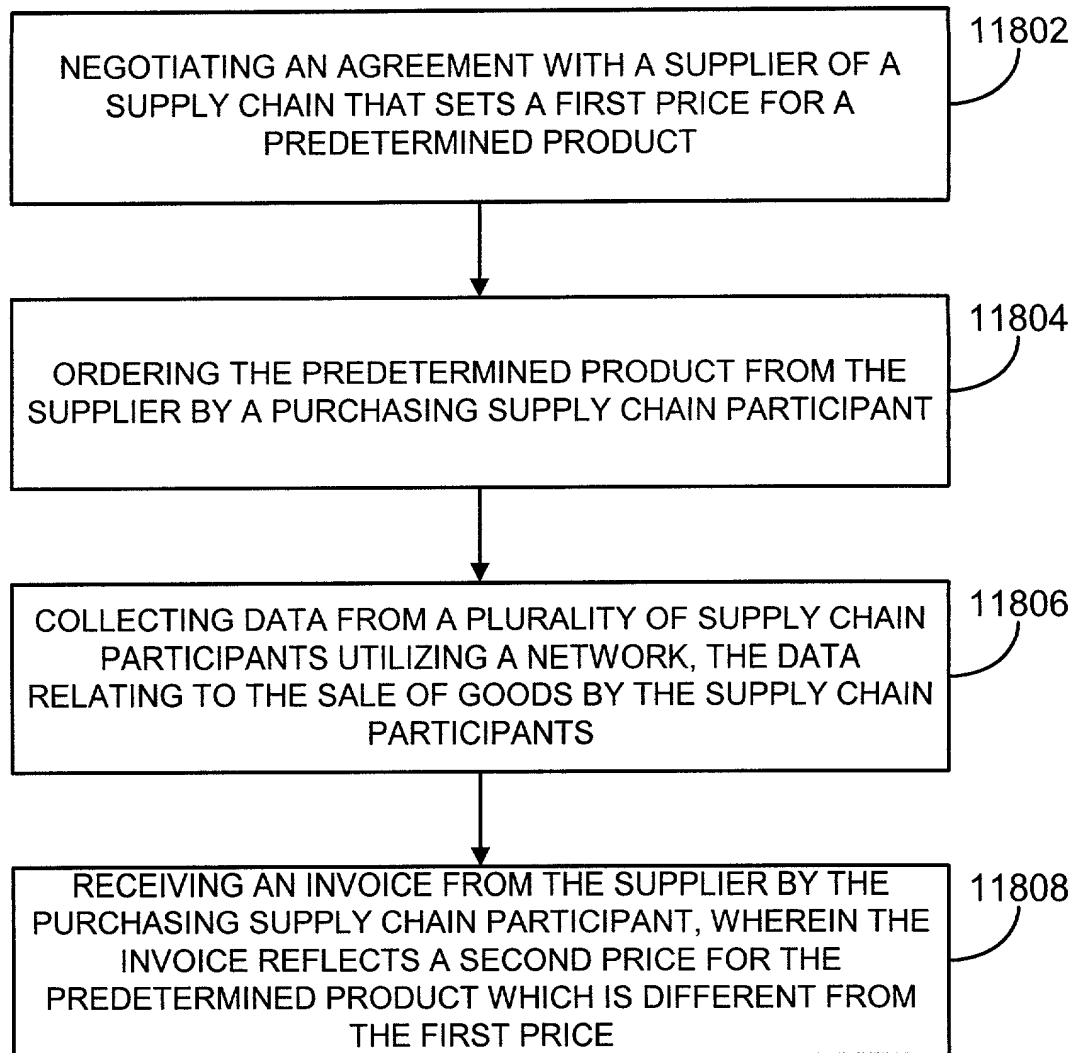 11802
NEGOTIATING AN AGREEMENT WITH A SUPPLIER OF A
SUPPLY CHAIN THAT SETS A FIRST PRICE FOR A
PREDETERMINED PRODUCT
11804
ORDERING THE PREDETERMINED PRODUCT FROM THE
SUPPLIER BY A PURCHASING SUPPLY CHAIN PARTICIPANT
11806
COLLECTING DATA FROM A PLURALITY OF SUPPLY CHAIN
PARTICIPANTS UTILIZING A NETWORK, THE DATA
RELATING TO THE SALE OF GOODS BY THE SUPPLY CHAIN
PARTICIPANTS
11808
RECEIVING AN INVOICE FROM THE SUPPLIER BY THE
PURCHASING SUPPLY CHAIN PARTICIPANT, WHEREIN THE
INVOICE REFLECTS A SECOND PRICE FOR THE
PREDETERMINED PRODUCT WHICH IS DIFFERENT FROM
THE FIRST PRICE